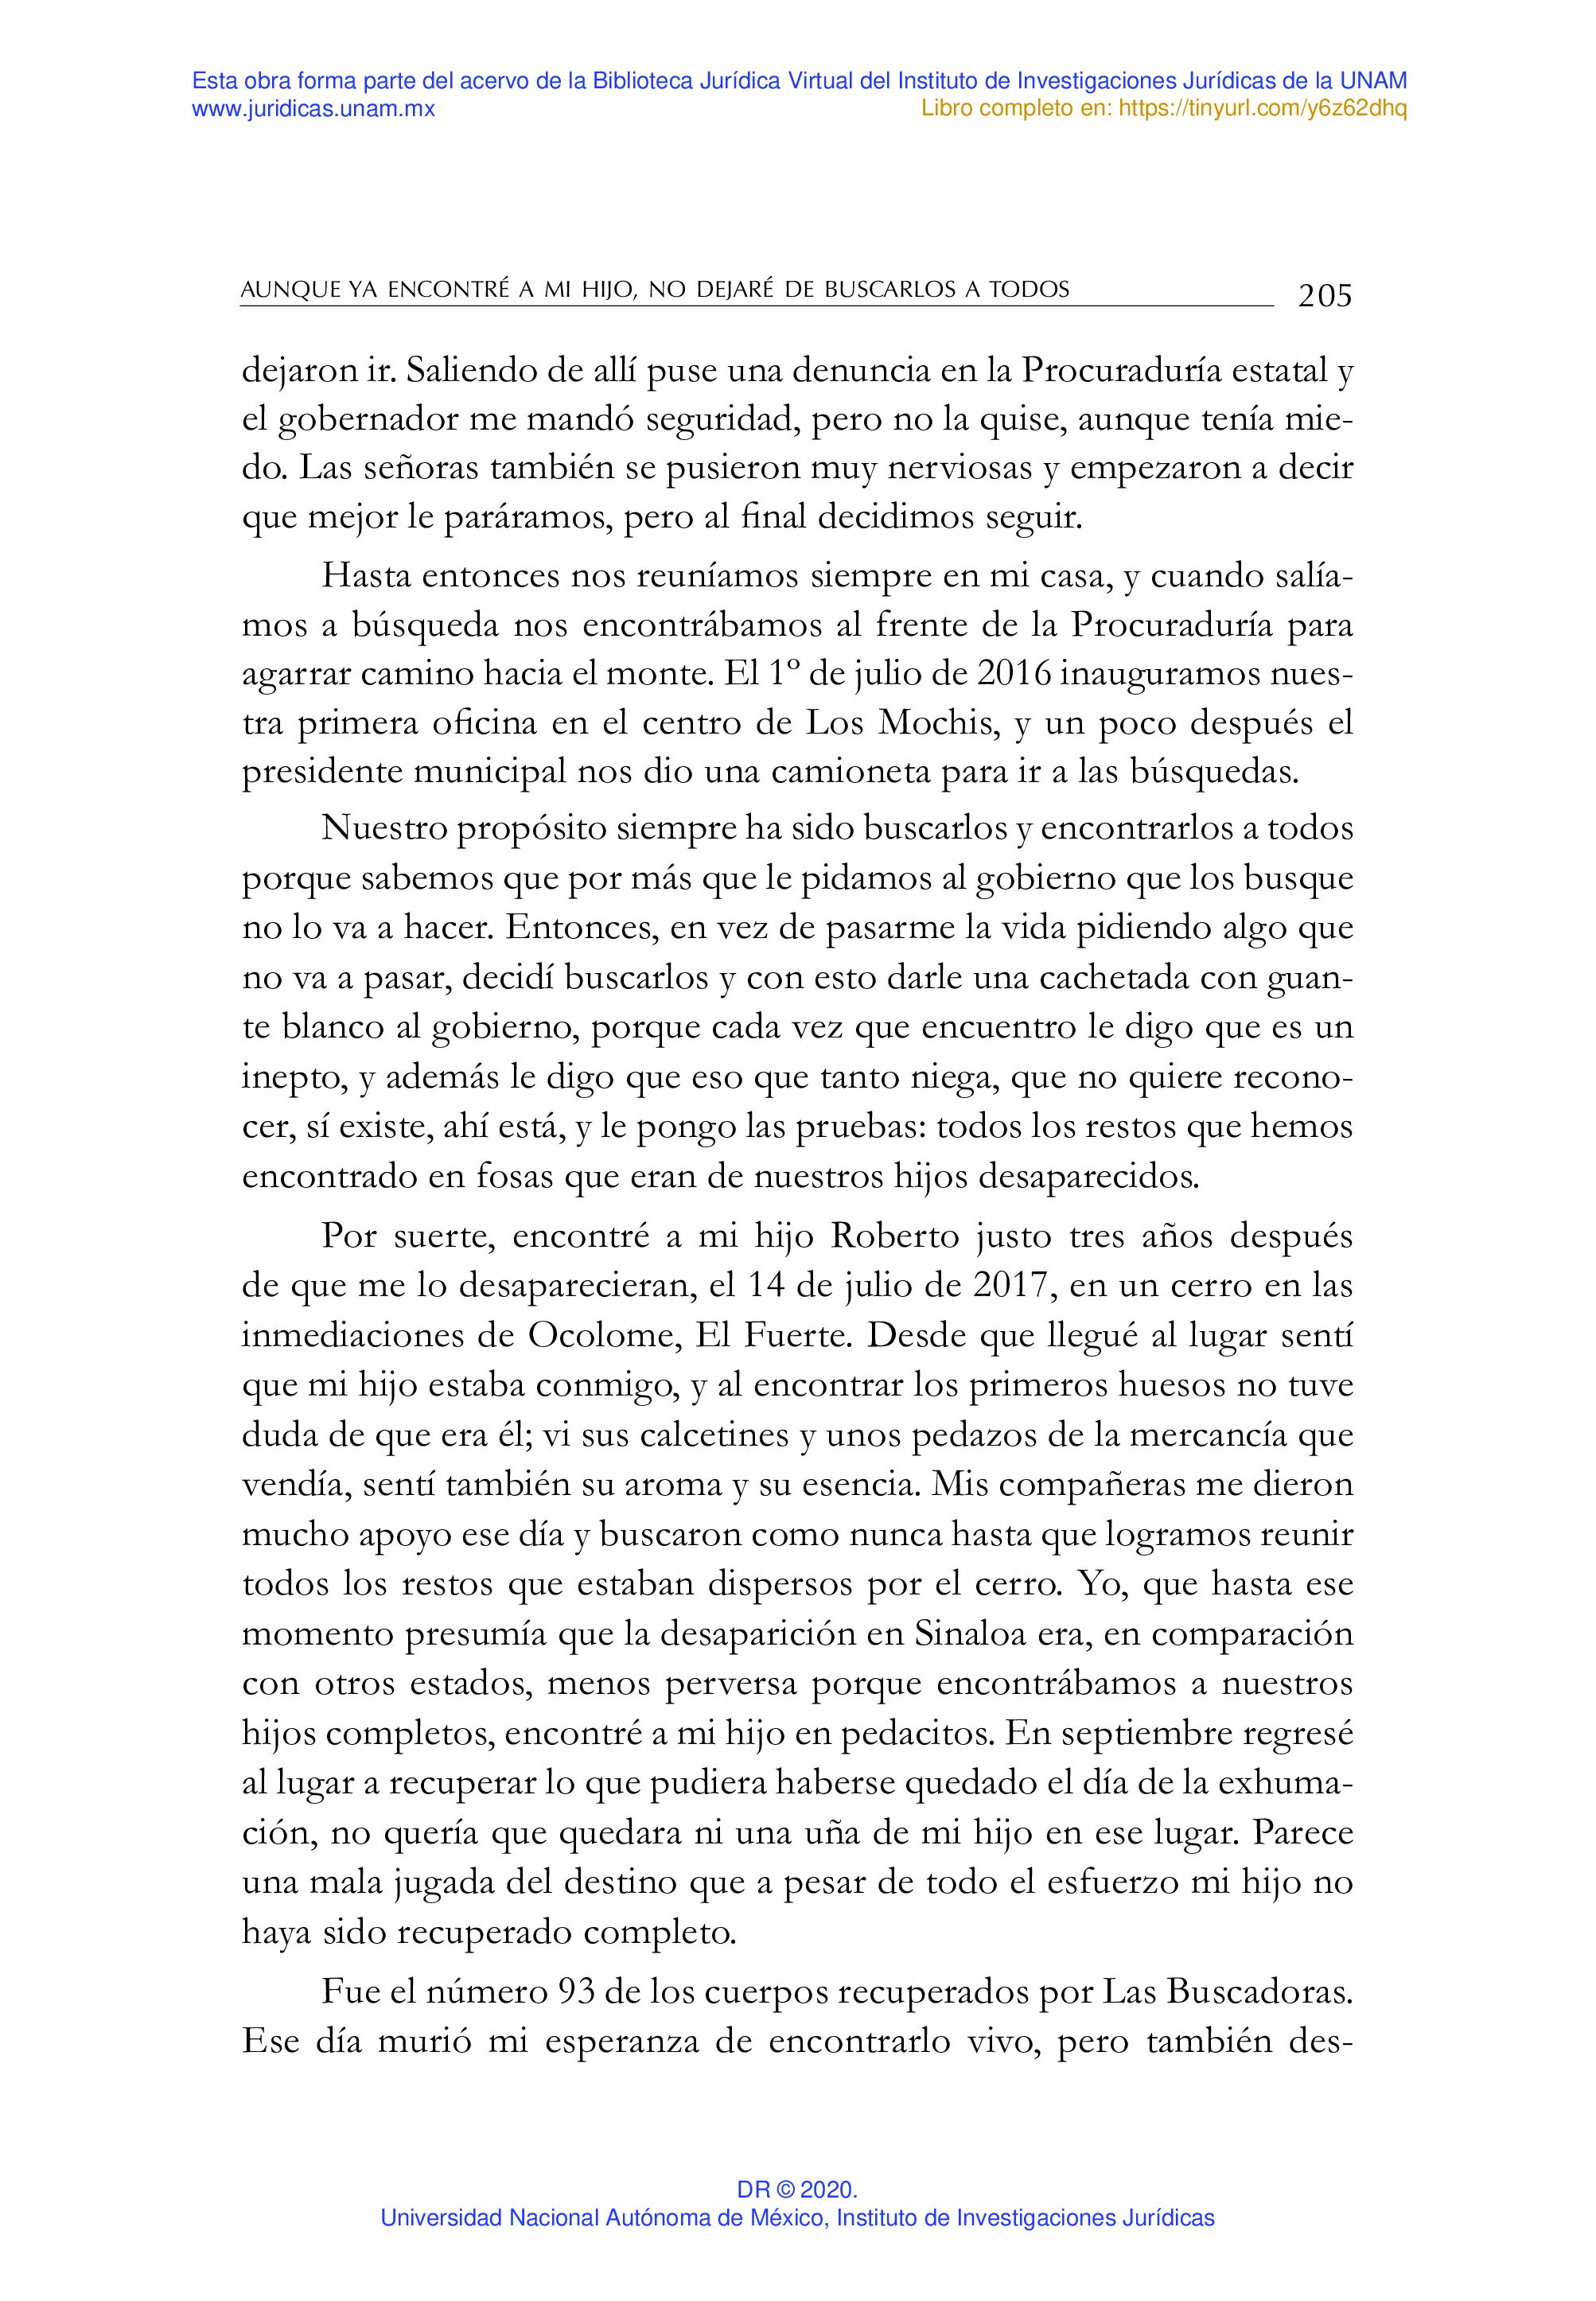 Esta obra forma parte del acervo de la Biblioteca Jurídica Virtual del Instituto de Investigaciones Jurídicas de la UNAM
www.juridicas.unam.mx
Libro completo en: https://tinyurl.com/y6z62dhq
AUNQUE YA ENCONTRÉ A MI HIJO, NO DEJARÉ DE BUSCARLOS A TODOS 205
dejaron ir. Saliendo de allí puse una denuncia en la Procuraduría estatal y
el gobernador me mandó seguridad, pero no la quise, aunque tenía mie-
do. Las señoras también se pusieron muy nerviosas y empezaron a decir
que mejor le paráramos, pero al final decidimos seguir.
Hasta entonces nos reuníamos siempre en mi casa, y cuando salía-
mos a búsqueda nos encontrábamos al frente de la Procuraduría para
agarrar camino hacia el monte. El 1º de julio de 2016 inauguramos nues-
tra primera oficina en el centro de Los Mochis, y un poco después el
presidente municipal nos dio una camioneta para ir a las búsquedas.
Nuestro propósito siempre ha sido buscarlos y encontrarlos a todos
porque sabemos que por más que le pidamos al gobierno que los busque
no lo va a hacer. Entonces, en vez de pasarme la vida pidiendo algo que
no va a pasar, decidí buscarlos y con esto darle una cachetada con guan-
te blanco al gobierno, porque cada vez que encuentro le digo que es un
inepto, y además le digo que eso que tanto niega, que no quiere recono-
cer, sí existe, ahí está, y le pongo las pruebas: todos los restos que hemos
encontrado en fosas que eran de nuestros hijos desaparecidos.
Por suerte, encontré a mi hijo Roberto justo tres años después
de que me lo desaparecieran, el 14 de julio de 2017, en un cerro en las
inmediaciones de Ocolome, El Fuerte. Desde que llegué al lugar sentí
que mi hijo estaba conmigo, y al encontrar los primeros huesos no tuve
duda de que era él; vi sus calcetines y unos pedazos de la mercancía que
vendía, sentí también su aroma y su esencia. Mis compañeras me dieron
mucho apoyo ese día y buscaron como nunca hasta que logramos reunir
todos los restos que estaban dispersos por el cerro. Yo, que hasta ese
momento presumía que la desaparición en Sinaloa era, en comparación
con otros estados, menos perversa porque encontrábamos a nuestros
hijos completos, encontré a mi hijo en pedacitos. En septiembre regresé
al lugar a recuperar lo que pudiera haberse quedado el día de la exhuma-
ción, no quería que quedara ni una uña de mi hijo en ese lugar. Parece
una mala jugada del destino que a pesar de todo el esfuerzo mi hijo no
haya sido recuperado completo.
Fue el número 93 de los cuerpos recuperados por Las Buscadoras.
Ese día murió mi esperanza de encontrarlo vivo, pero también des-
DR © 2020.
Universidad Nacional Autónoma de México, Instituto de Investigaciones Jurídicas